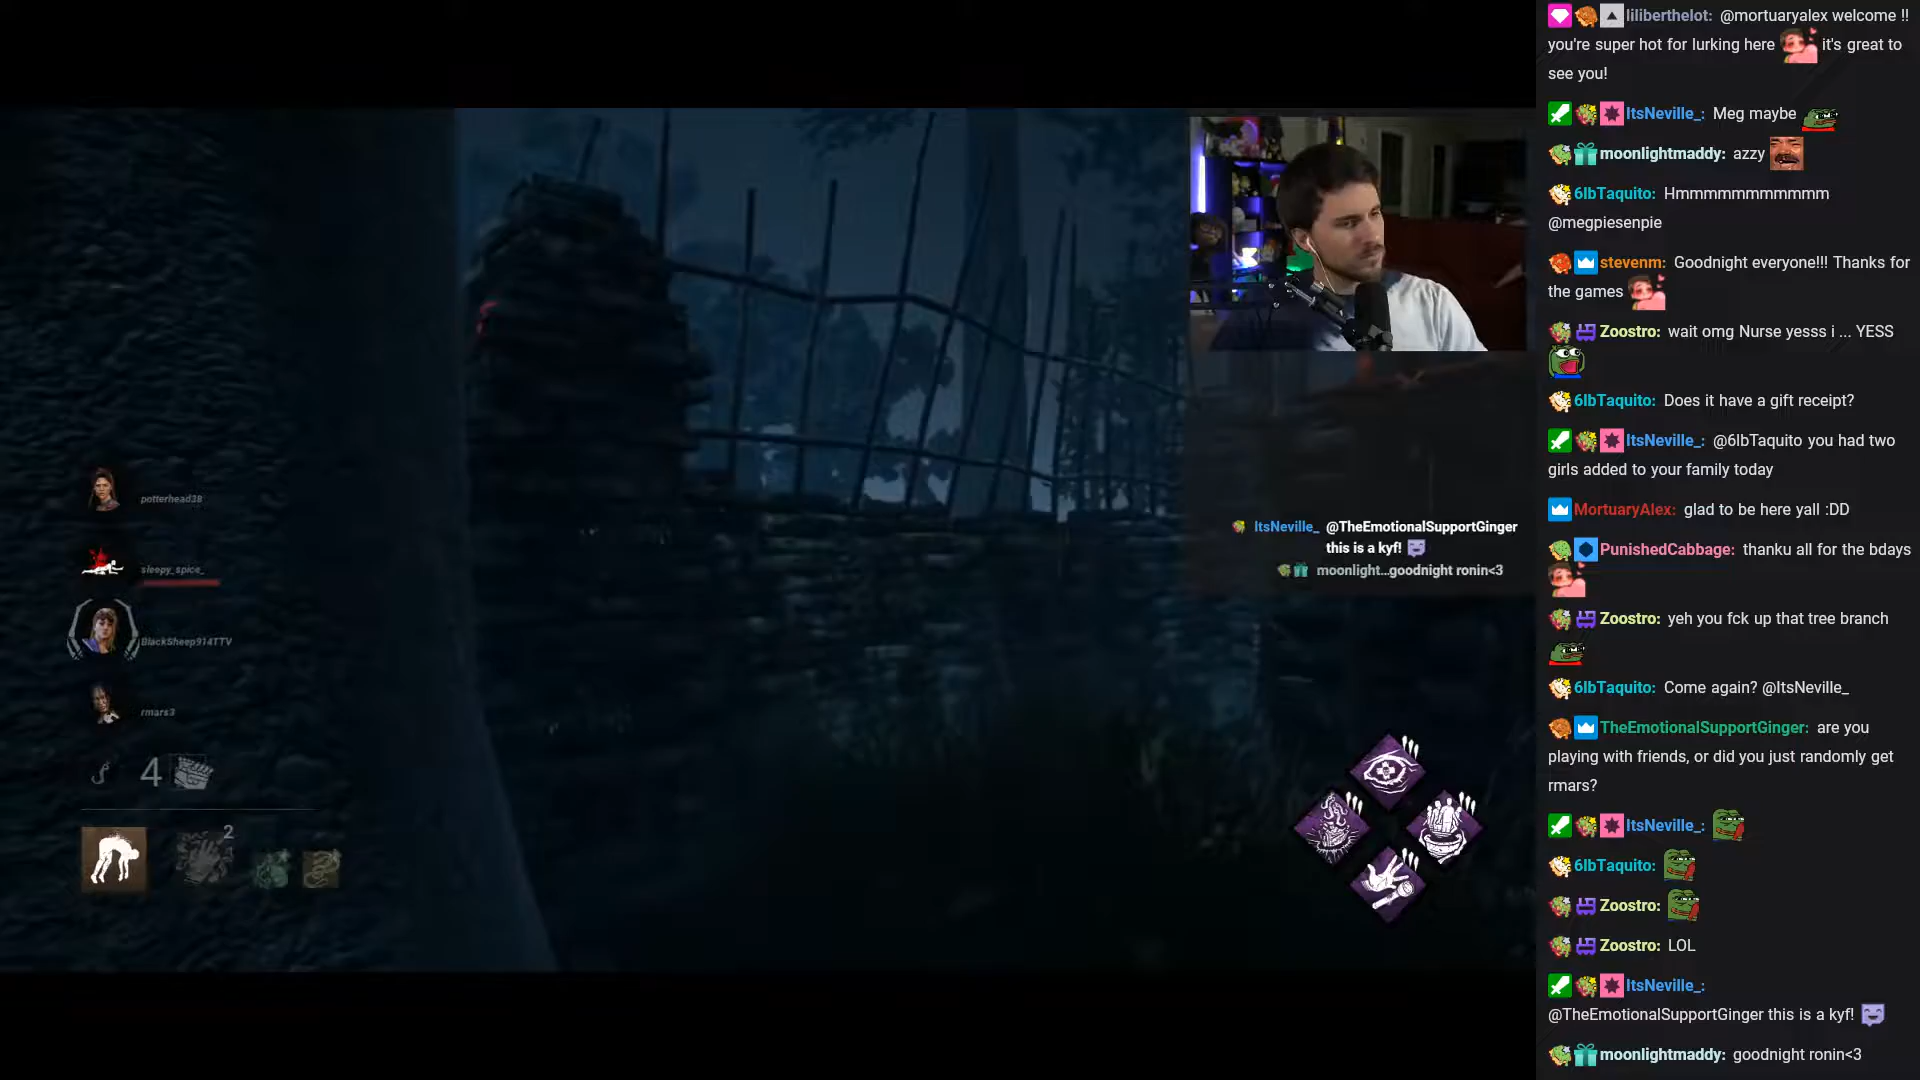 potterhead38
sleepy_spice_
BlackSheep914TTV
rmars3
4
2
ItsNeville_ @TheEmotionalSupportGinger
this is a kyf!
moonlight...goodnight ronin<3
liliberthelot: @mortuaryalex welcome !!
you're super hot for lurking here it's great to
see you!
ItsNeville_: Meg maybe
moonlightmaddy: azzy
6lbTaquito: Hmmmmmmmmmmm
@megpiesenpie
stevenm: Goodnight everyone!!! Thanks for
the games
Zoostro: wait omg Nurse yesss i ... YESS
6lbTaquito: Does it have a gift receipt?
ItsNeville_: @6lbTaquito you had two
girls added to your family today
MortuaryAlex: glad to be here yall :DD
PunishedCabbage: thanku all for the bdays
Zoostro: yeh you fck up that tree branch
6lbTaquito: Come again? @ItsNeville_
TheEmotionalSupportGinger: are you
playing with friends, or did you just randomly get
rmars?
ItsNeville_:
6lbTaquito:
Zoostro:
Zoostro: LOL
ItsNeville_:
@TheEmotionalSupportGinger this is a kyf!
moonlightmaddy: goodnight ronin<3